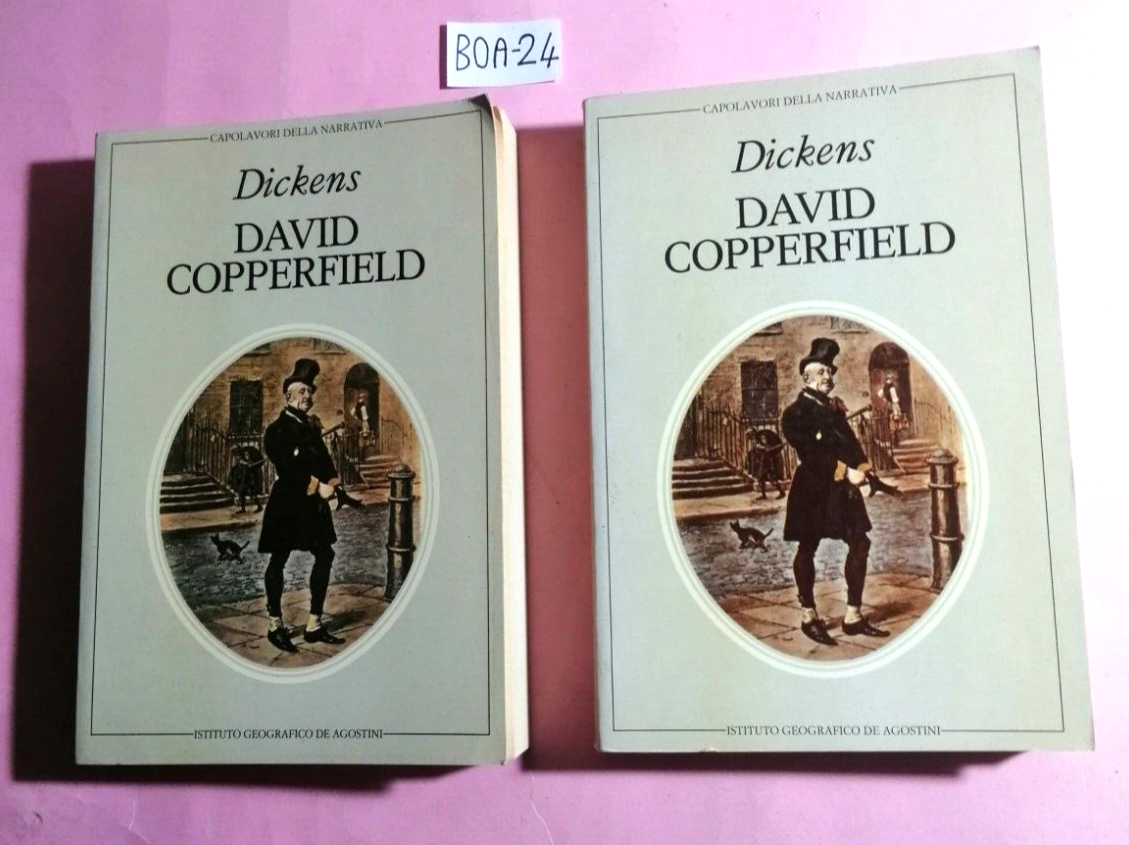 BOA-24
CAPOLAVORI DELLA NARRATIVA
Dickens
DAVID
COPPERFIELD
ISTITUTO GEOGRAFICO DE AGOSTINI
CAPOLAVORI DELLA NARRATIVA
Dickens
DAVID
COPPERFIELD
ISTITUTO GEOGRAFICO DE AGOSTINI